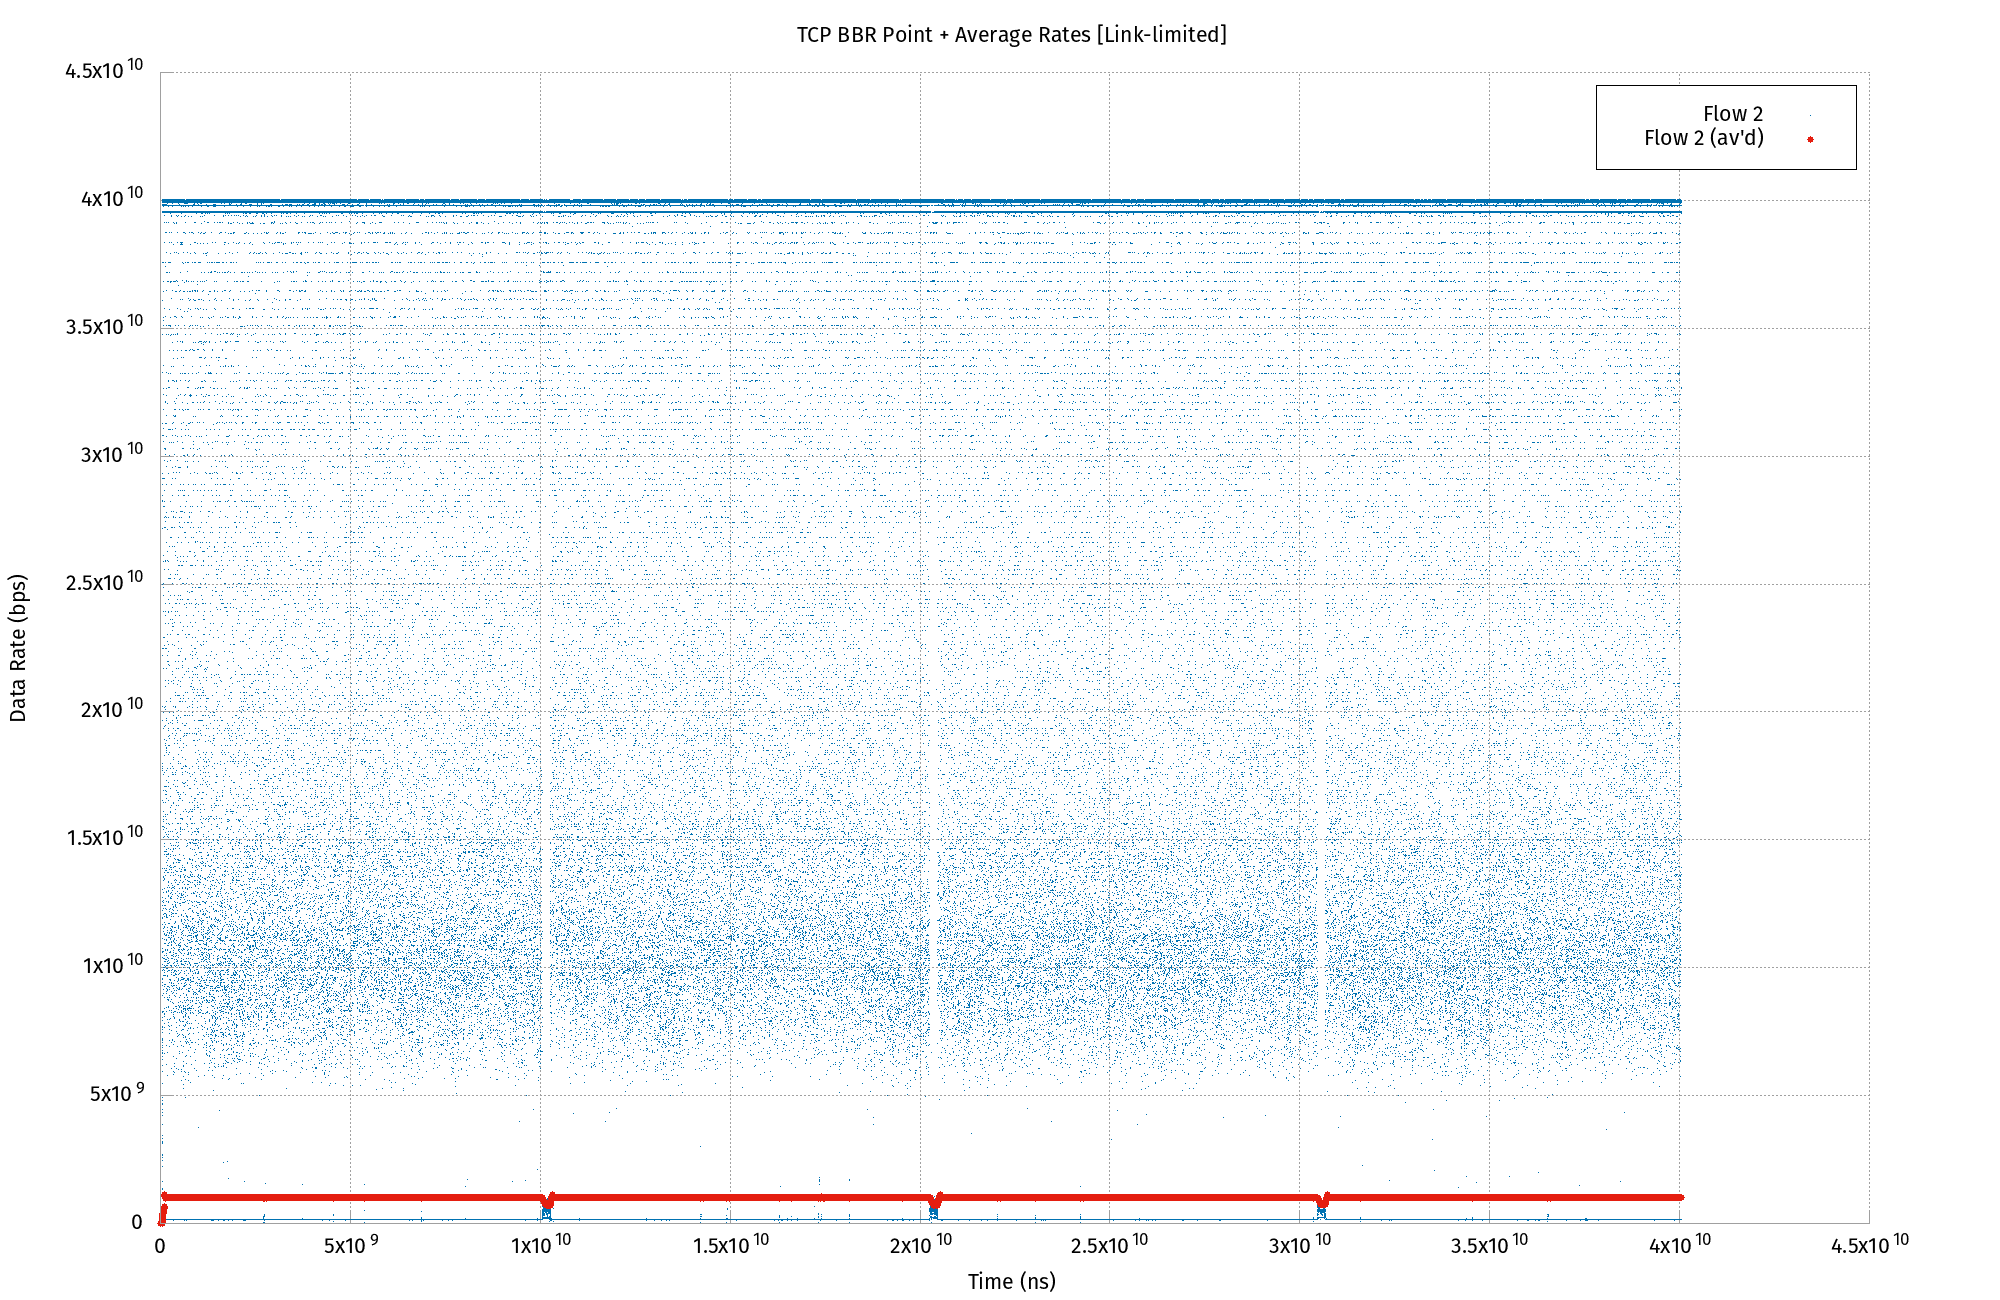 TCP BBR Point + Average Rates [Link-limited]
Flow 2
Flow 2 (av'd)
Data Rate (bps)
4.5x10^10
4x10^10
3.5x10^10
3x10^10
2.5x10^10
2x10^10
1.5x10^10
1x10^10
5x10^9
0
0 5x10^9 1x10^10 1.5x10^10 2x10^10 2.5x10^10 3x10^10 3.5x10^10 4x10^10 4.5x10^10
Time (ns)